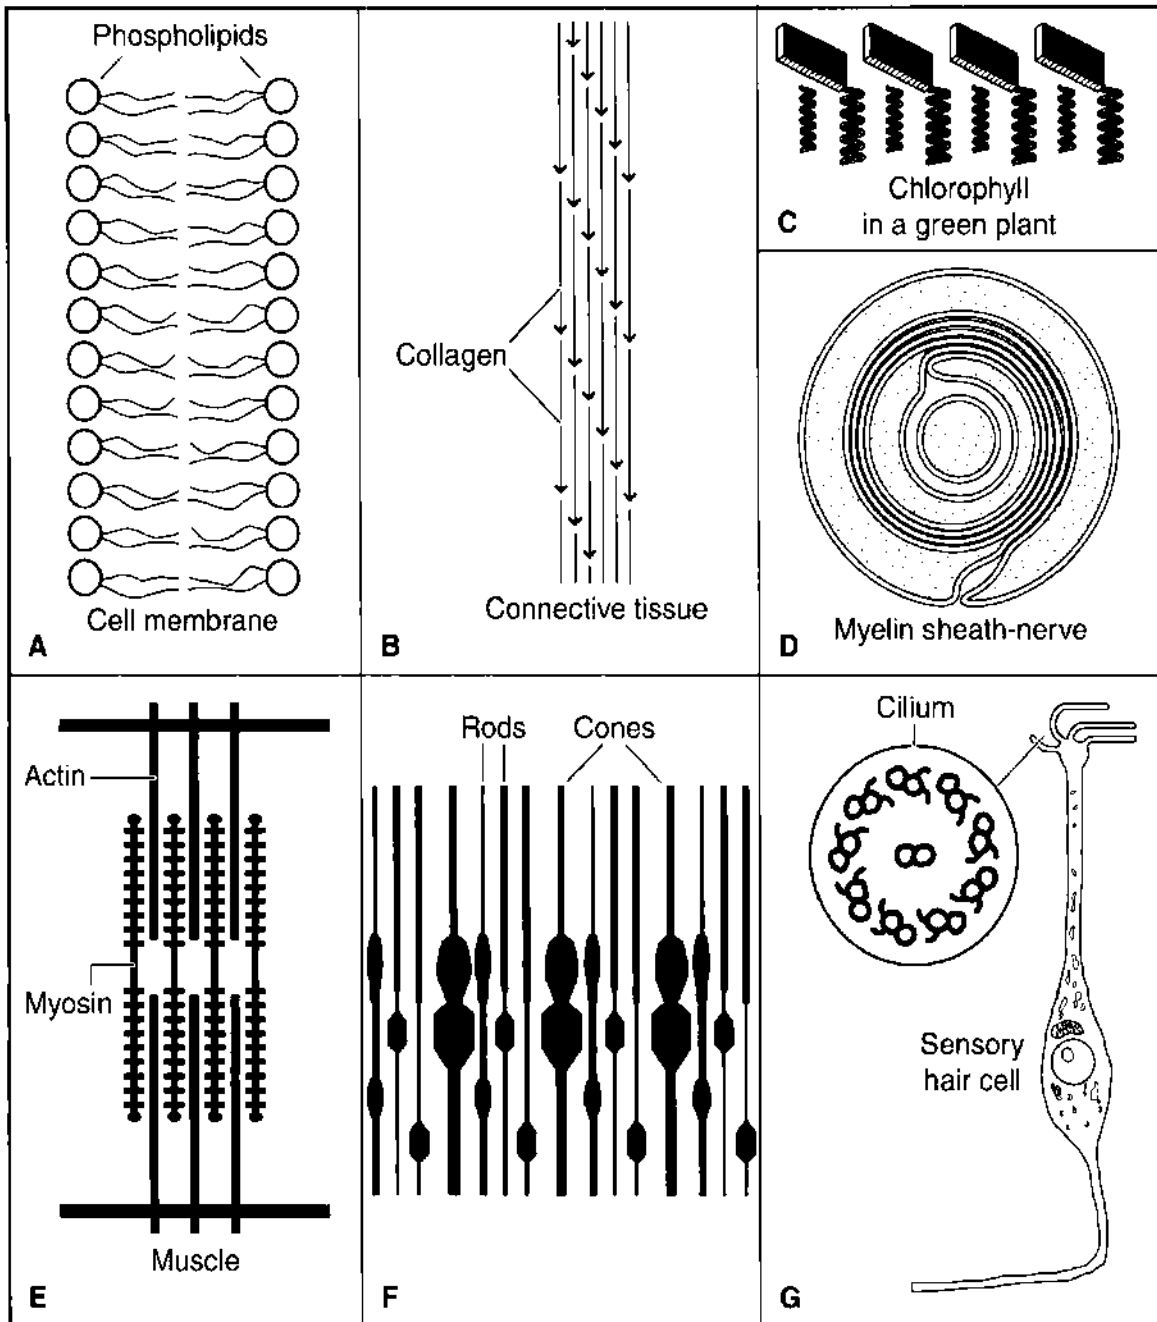 Phospholipids
Cell membrane
A
Collagen
Connective tissue
B
Chlorophyll
in a green plant
C
Myelin sheath-nerve
D
Actin
Myosin
Muscle
E
Rods
Cones
F
Cilium
Sensory
hair cell
G